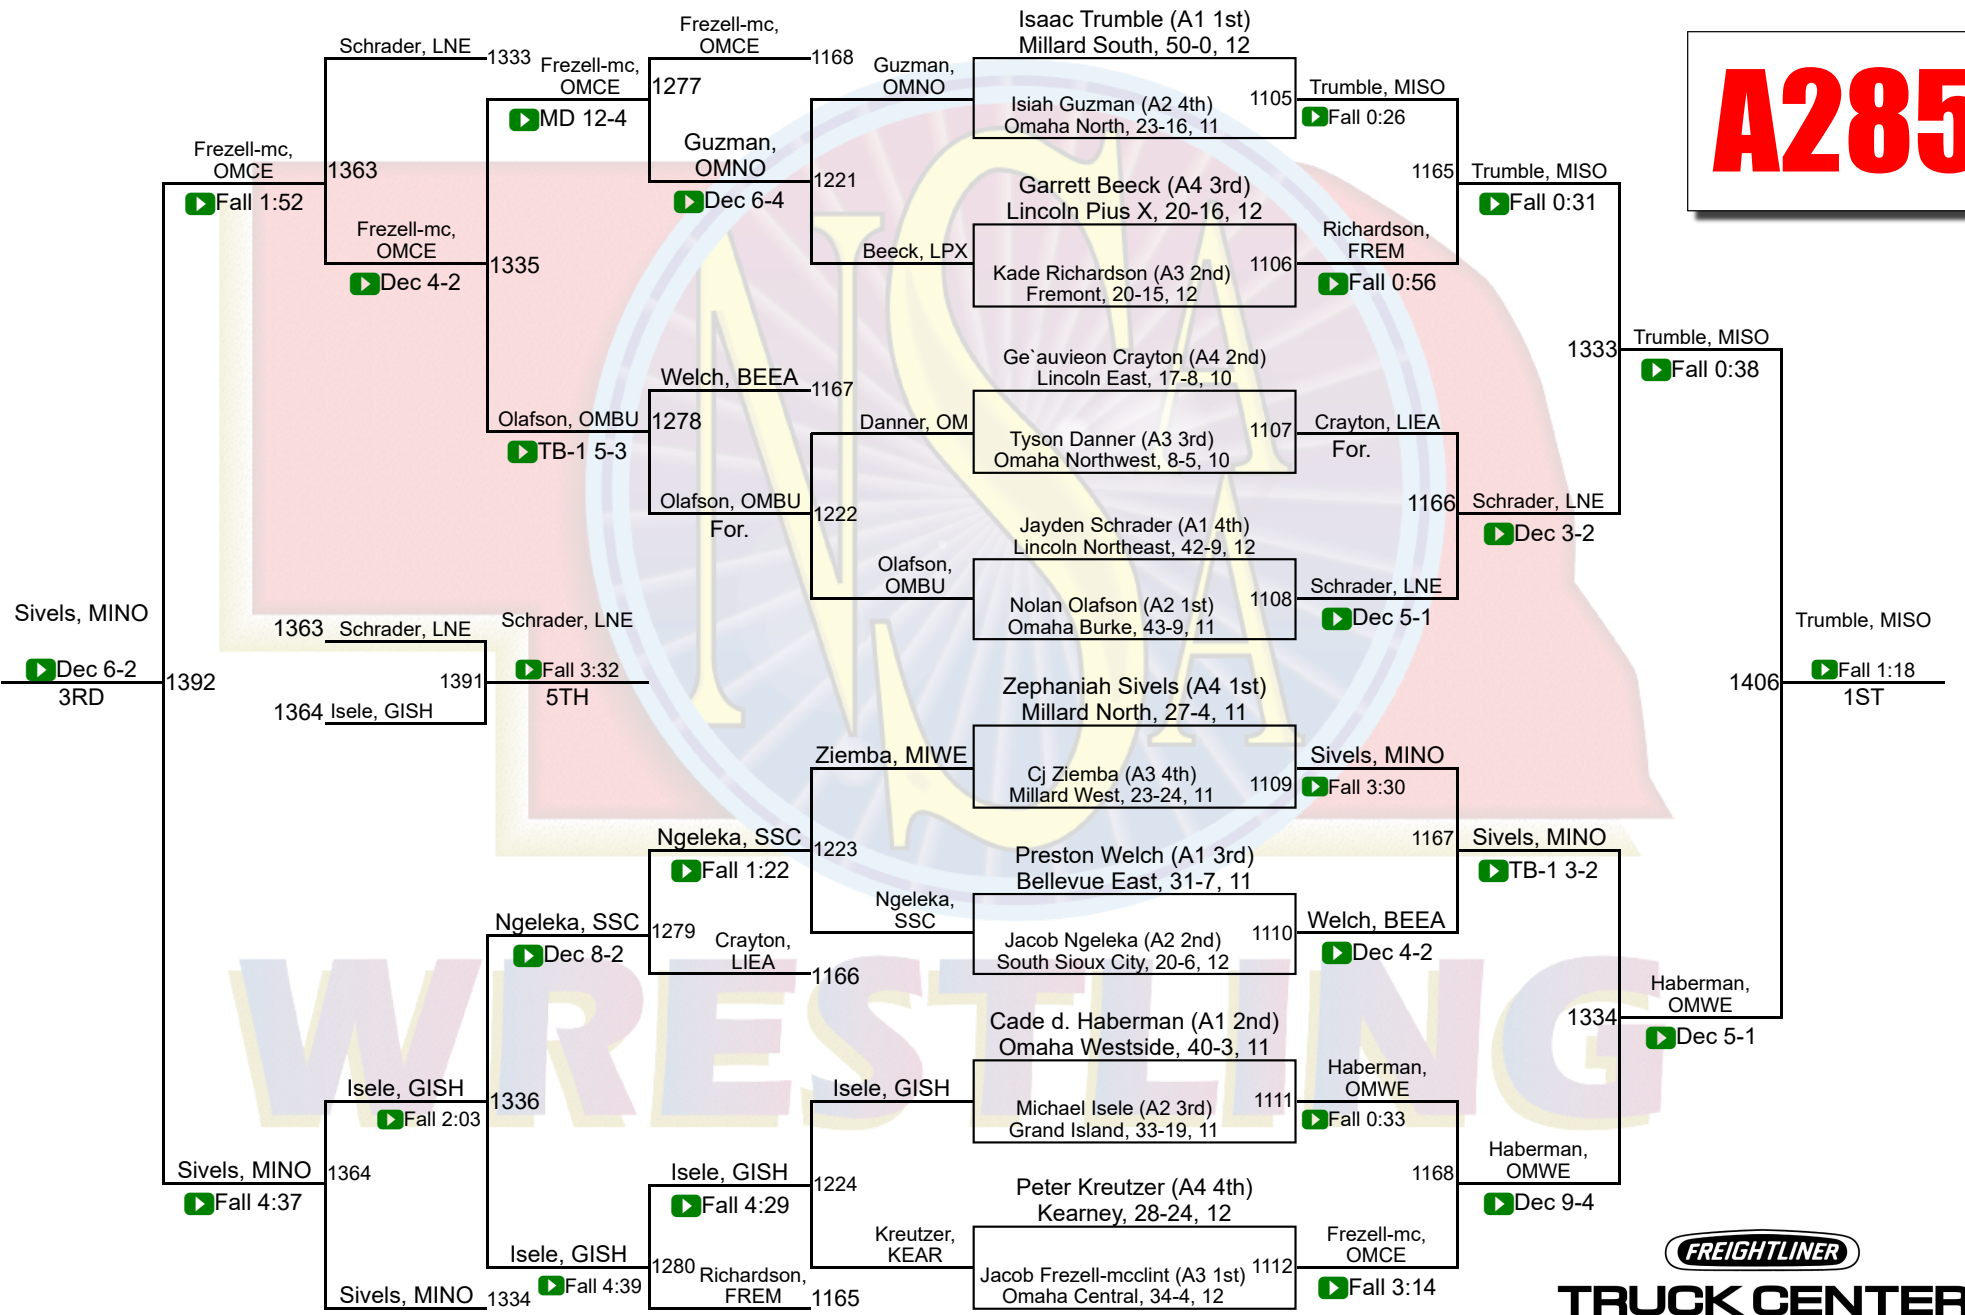 Frezell-mc,
OMCE
Schrader, LNE
1333
Frezell-mc,
OMCE
MD 12-4
1277
1168
Guzman,
OMNO
Isaac Trumble (A1 1st)
Millard South, 50-0, 12
Isiah Guzman (A2 4th)
Omaha North, 23-16, 11
1105
Trumble, MISO
Fall 0:26
A285
Frezell-mc,
OMCE
Fall 1:52
1363
Guzman,
OMNO
Dec 6-4
1221
Garrett Beeck (A4 3rd)
Lincoln Pius X, 20-16, 12
1165
Trumble, MISO
Fall 0:31
Frezell-mc,
OMCE
Dec 4-2
1335
Beeck, LPX
Kade Richardson (A3 2nd)
Fremont, 20-15, 12
1106
Richardson,
FREM
Fall 0:56
1333
Trumble, MISO
Fall 0:38
Ge`auvieon Crayton (A4 2nd)
Lincoln East, 17-8, 10
Welch, BEEA
1167
Olafson, OMBU
TB-1 5-3
1278
Danner, OM
Tyson Danner (A3 3rd)
Omaha Northwest, 8-5, 10
1107
Crayton, LIEA
For.
Olafson, OMBU
For.
1222
1166
Schrader, LNE
Dec 3-2
Jayden Schrader (A1 4th)
Lincoln Northeast, 42-9, 12
Olafson,
OMBU
Nolan Olafson (A2 1st)
Omaha Burke, 43-9, 11
1108
Schrader, LNE
Dec 5-1
Sivels, MINO
Dec 6-2
3RD
1392
1363
Schrader, LNE
1391
1364
Isele, GISH
Schrader, LNE
Fall 3:32
5TH
1406
Trumble, MISO
Fall 1:18
1ST
Zephaniah Sivels (A4 1st)
Millard North, 27-4, 11
Ziemba, MIWE
Cj Ziemba (A3 4th)
Millard West, 23-24, 11
1109
Sivels, MINO
Fall 3:30
Ngeleka, SSC
Fall 1:22
1223
1167
Sivels, MINO
TB-1 3-2
Preston Welch (A1 3rd)
Bellevue East, 31-7, 11
Ngeleka,
SSC
Jacob Ngeleka (A2 2nd)
South Sioux City, 20-6, 12
1110
Welch, BEEA
Dec 4-2
Ngeleka, SSC
Dec 8-2
1279
Crayton,
LIEA
1166
Cade d. Haberman (A1 2nd)
Omaha Westside, 40-3, 11
1334
Haberman,
OMWE
Dec 5-1
Isele, GISH
Fall 2:03
1336
Isele, GISH
Michael Isele (A2 3rd)
Grand Island, 33-19, 11
1111
Haberman,
OMWE
Fall 0:33
Sivels, MINO
Fall 4:37
1364
Isele, GISH
Fall 4:29
1224
Peter Kreutzer (A4 4th)
Kearney, 28-24, 12
1168
Haberman,
OMWE
Dec 9-4
Isele, GISH
Fall 4:39
1280
Kreutzer,
KEAR
Jacob Frezell-mcclint (A3 1st)
Omaha Central, 34-4, 12
1112
Frezell-mc,
OMCE
Fall 3:14
Sivels, MINO
1334
Richardson,
FREM
1165
NSAA
WRESTLING
FREIGHTLINER
TRUCK CENTER